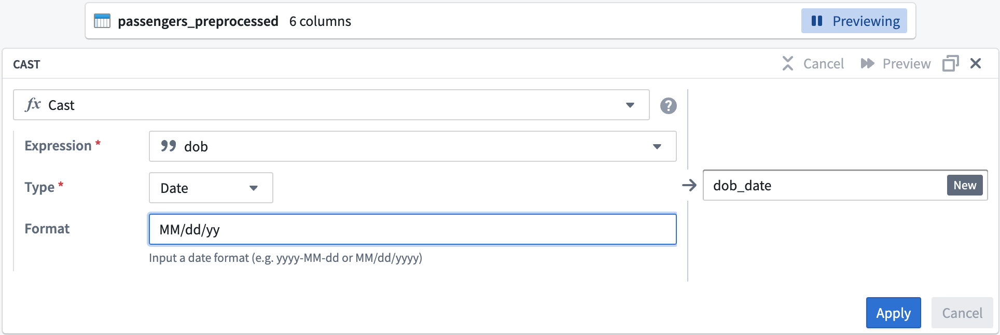 passengers_preprocessed 6 columns Previewing
CAST Cancel Preview
fx Cast ?
Expression * dob
Type * Date
dob_date New
Format MM/dd/yy
Input a date format (e.g. yyyy-MM-dd or MM/dd/yyyy)
Apply Cancel